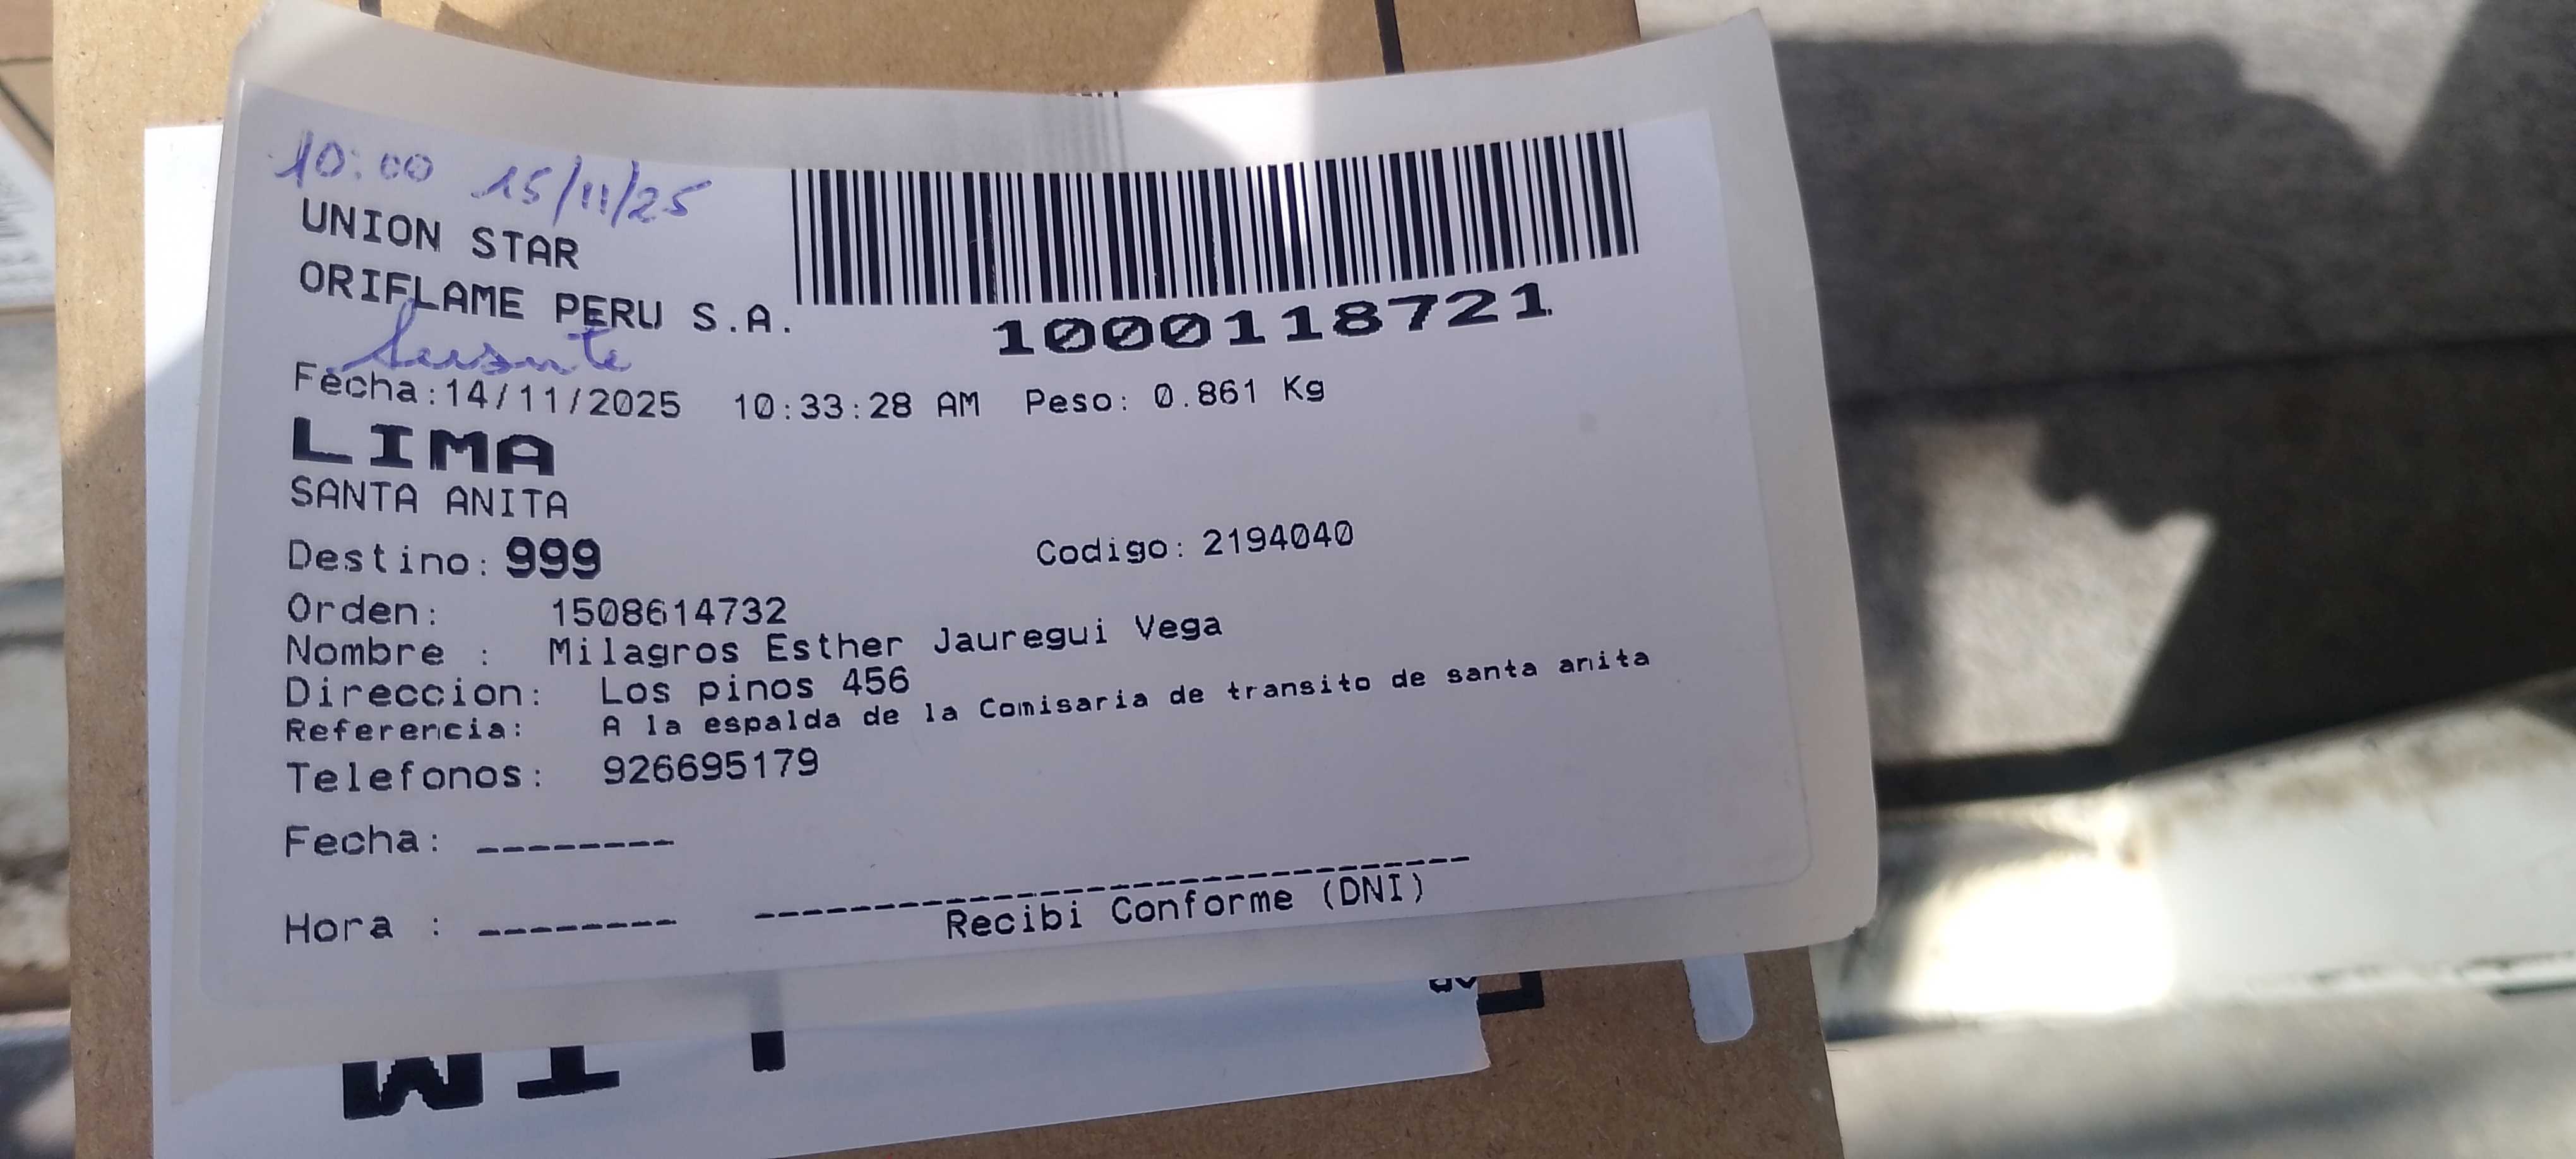 10:00 15/11/25
UNION STAR
ORIFLAME PERU S.A.
1000118721
Fecha:14/11/2025 10:33:28 AM Peso: 0.861 Kg
LIMA
SANTA ANITA
Destino: 999 Codigo: 2194040
Orden: 1508614732
Nombre : Milagros Esther Jauregui Vega
Direccion: Los pinos 456
Referencia: A la espalda de la Comisaria de transito de santa anita
Telefonos: 926695179
Fecha: --------
Hora : --------
Recibi Conforme (DNI)